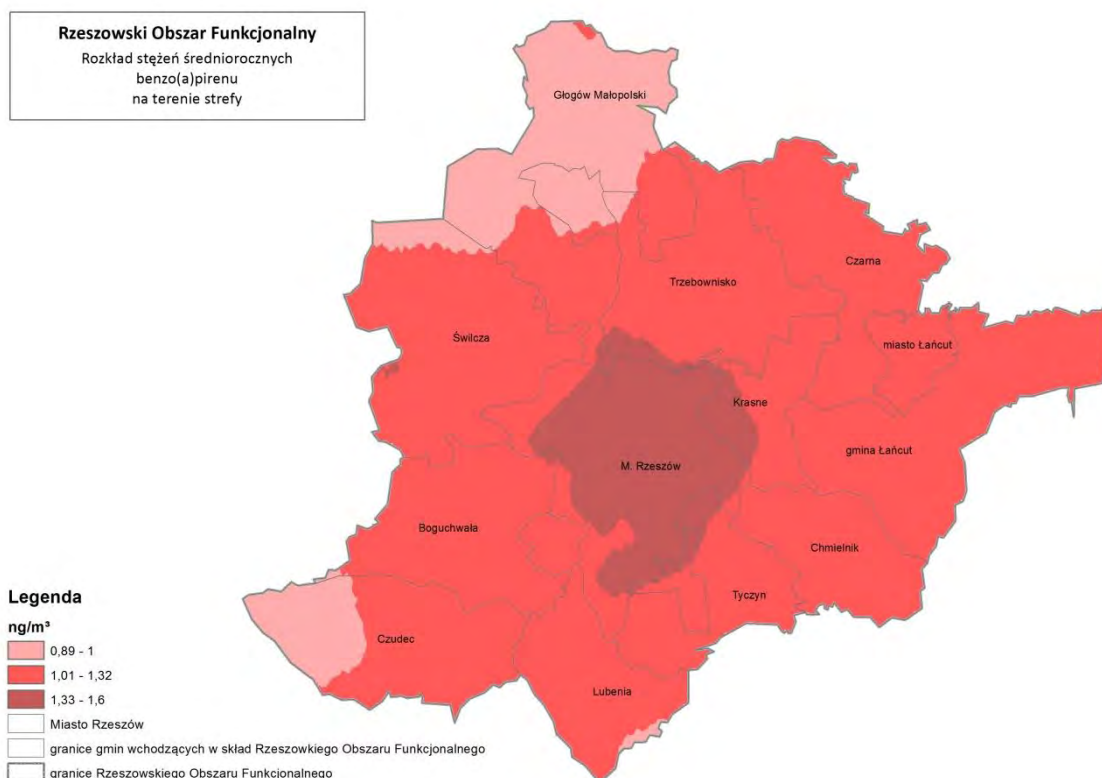 Rzeszowski Obszar Funkcjonalny
Rozkład stężeń średniorocznych
benzo(a)pirenu
na terenie strefy
Głogów Małopolski
Czarna
Trzebownisko
Świlcza
miasto Łańcut
Krasne
gmina Łańcut
M. Rzeszów
Boguchwała
Chmielnik
Tyczyn
Czudec
Lubenia
Legenda
ng/m³
0,89 - 1
1,01 - 1,32
1,33 - 1,6
Miasto Rzeszów
granice gmin wchodzących w skład Rzeszowkiego Obszaru Funkcjonalnego
granice Rzeszowskiego Obszaru Funkcjonalnego